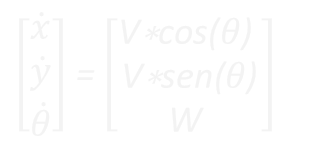 [ẋ] = [V*cos(θ)]
[ẏ] = [V*sen(θ)]
[θ̇] = [W]